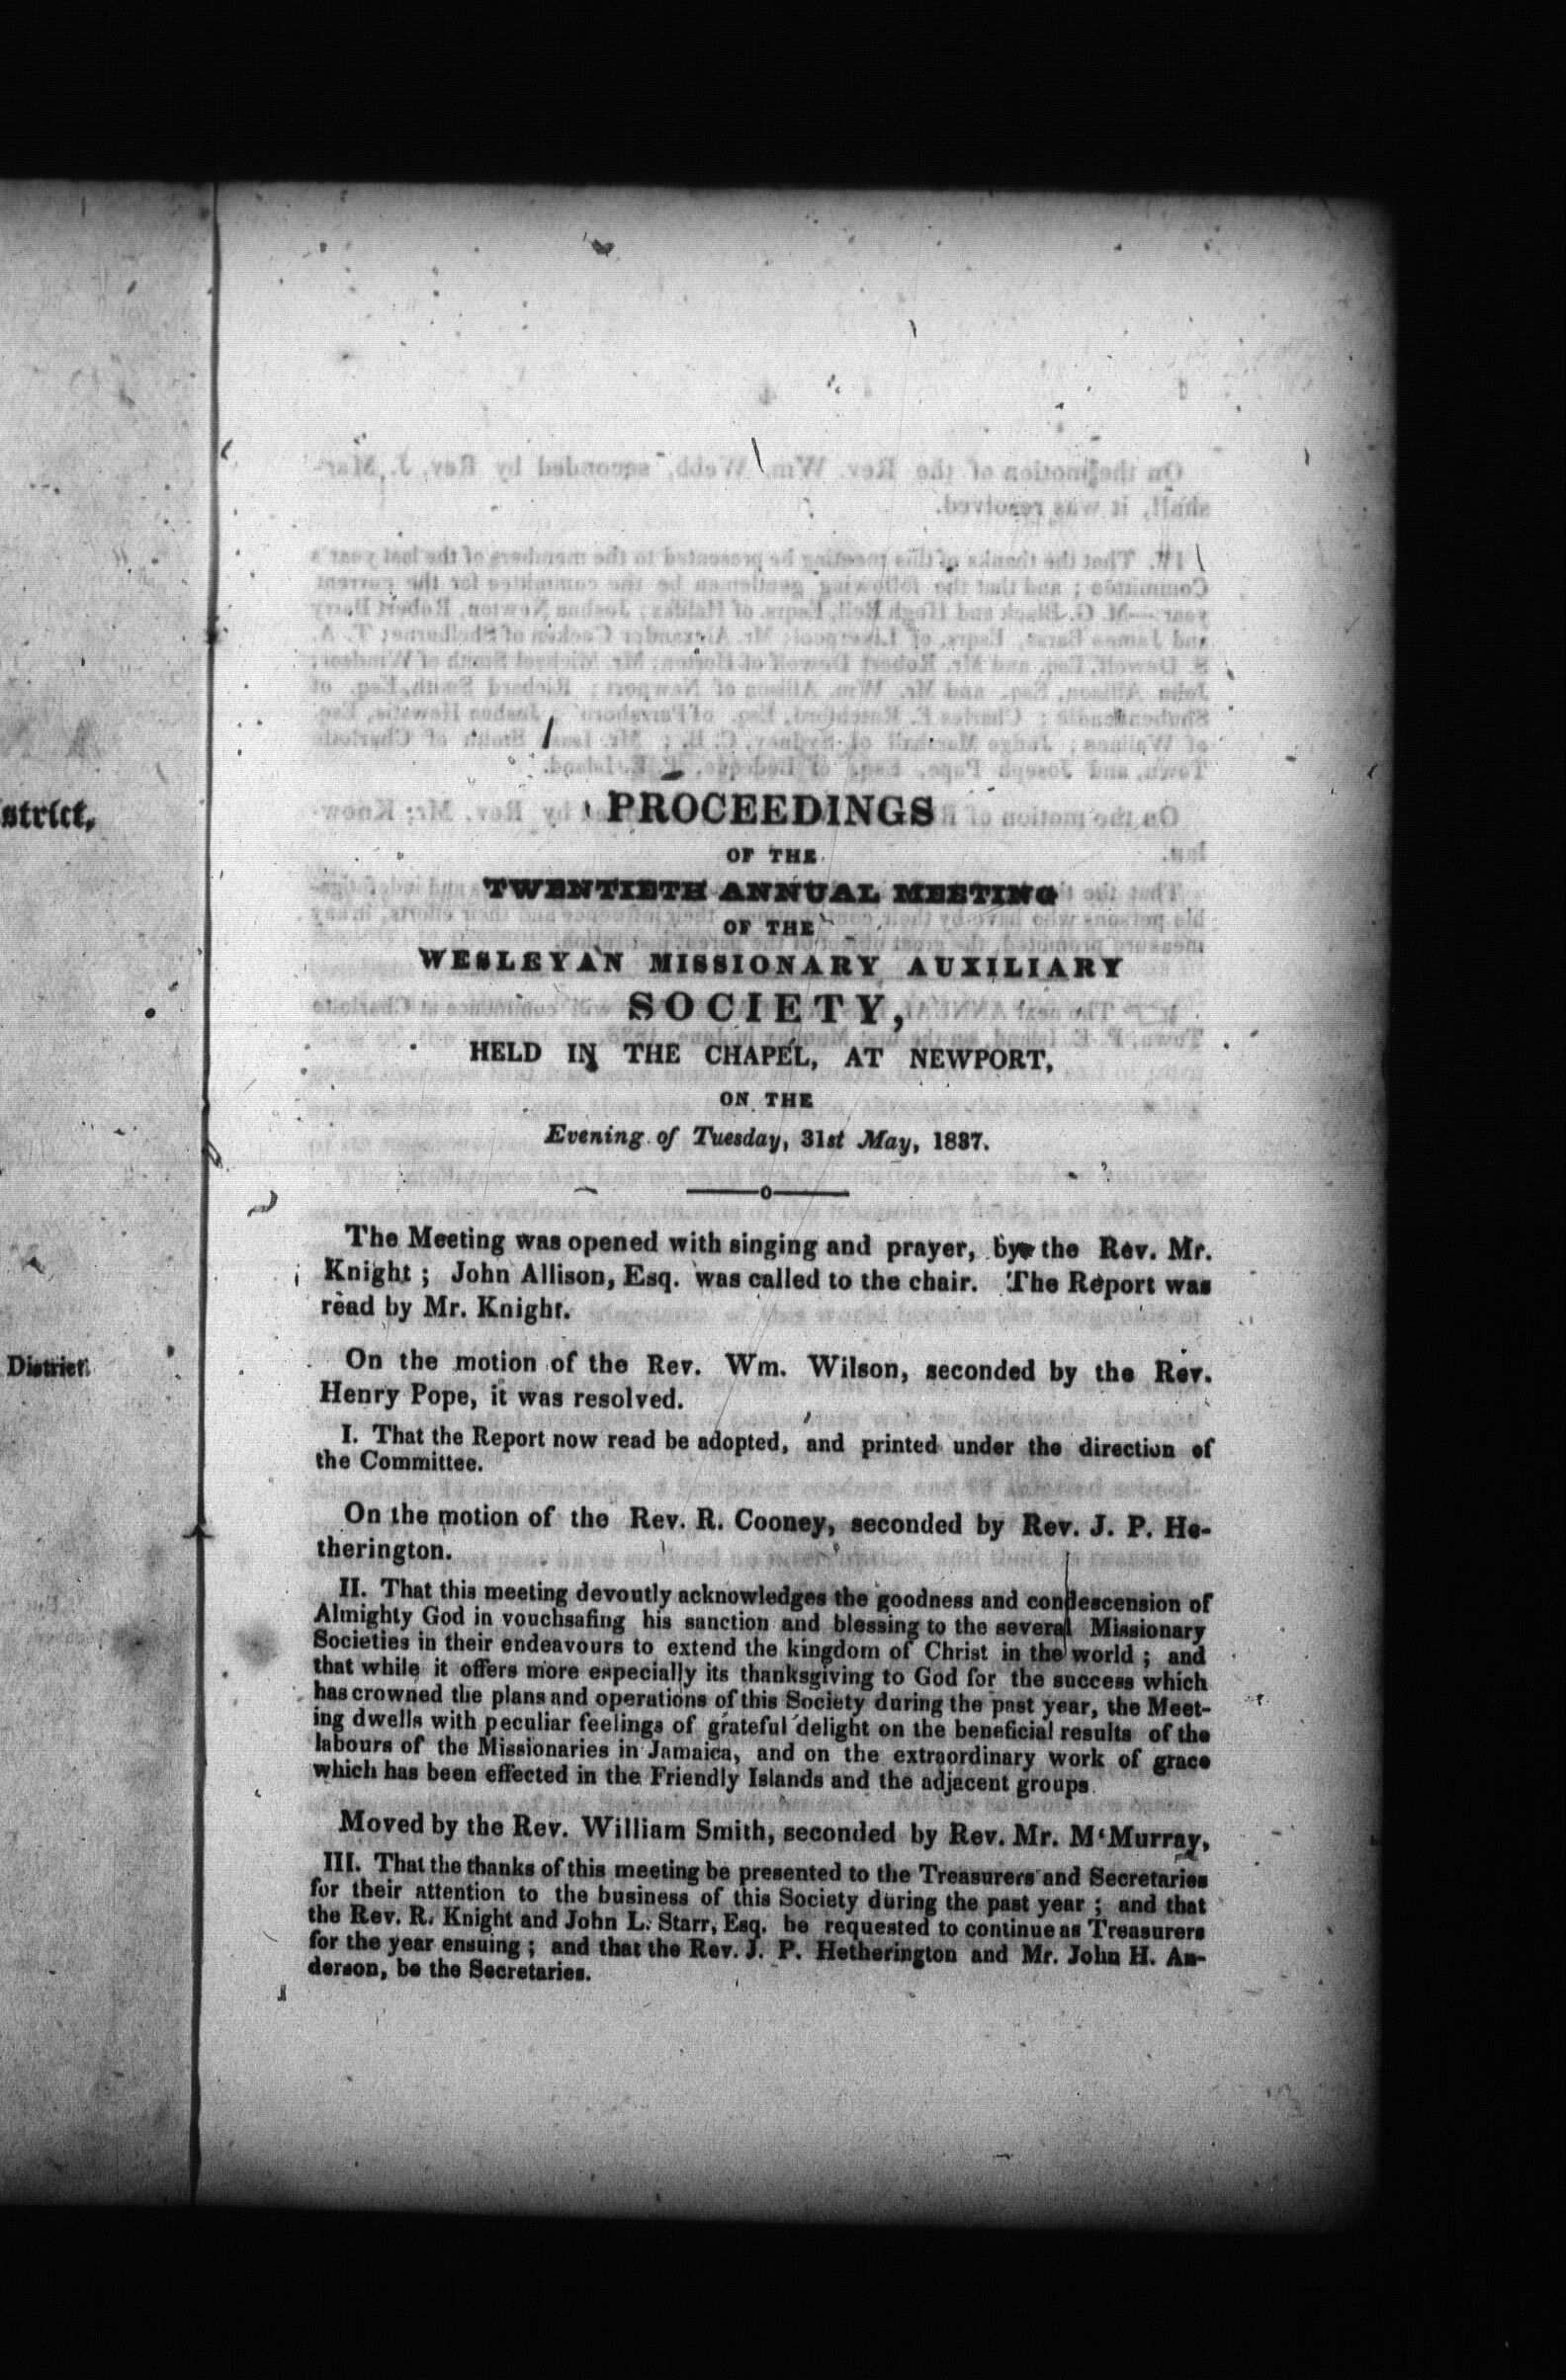 strict,
District.
PROCEEDINGS
OF THE
TWENTIETH ANNUAL MEETING
OF THE
WESLEYAN MISSIONARY AUXILIARY
SOCIETY,
HELD IN THE CHAPEL, AT NEWPORT,
ON THE
Evening of Tuesday, 31st May, 1837.
The Meeting was opened with singing and prayer, by the Rev. Mr.
Knight ; John Allison, Esq. was called to the chair. The Report was
read by Mr. Knight.
On the motion of the Rev. Wm. Wilson, seconded by the Rev.
Henry Pope, it was resolved.
I. That the Report now read be adopted, and printed under the direction of
the Committee.
On the motion of the Rev. R. Cooney, seconded by Rev. J. P. He-
therington.
II. That this meeting devoutly acknowledges the goodness and condescension of
Almighty God in vouchsafing his sanction and blessing to the several Missionary
Societies in their endeavours to extend the kingdom of Christ in the world ; and
that while it offers more especially its thanksgiving to God for the success which
has crowned the plans and operations of this Society during the past year, the Meet-
ing dwells with peculiar feelings of grateful delight on the beneficial results of the
labours of the Missionaries in Jamaica, and on the extraordinary work of grace
which has been effected in the Friendly Islands and the adjacent groups.
Moved by the Rev. William Smith, seconded by Rev. Mr. M‘Murray,
III. That the thanks of this meeting be presented to the Treasurers and Secretaries
for their attention to the business of this Society during the past year ; and that
the Rev. R. Knight and John L. Starr, Esq. be requested to continue as Treasurers
for the year ensuing ; and that the Rev. J. P. Hetherington and Mr. John H. An-
derson, be the Secretaries.